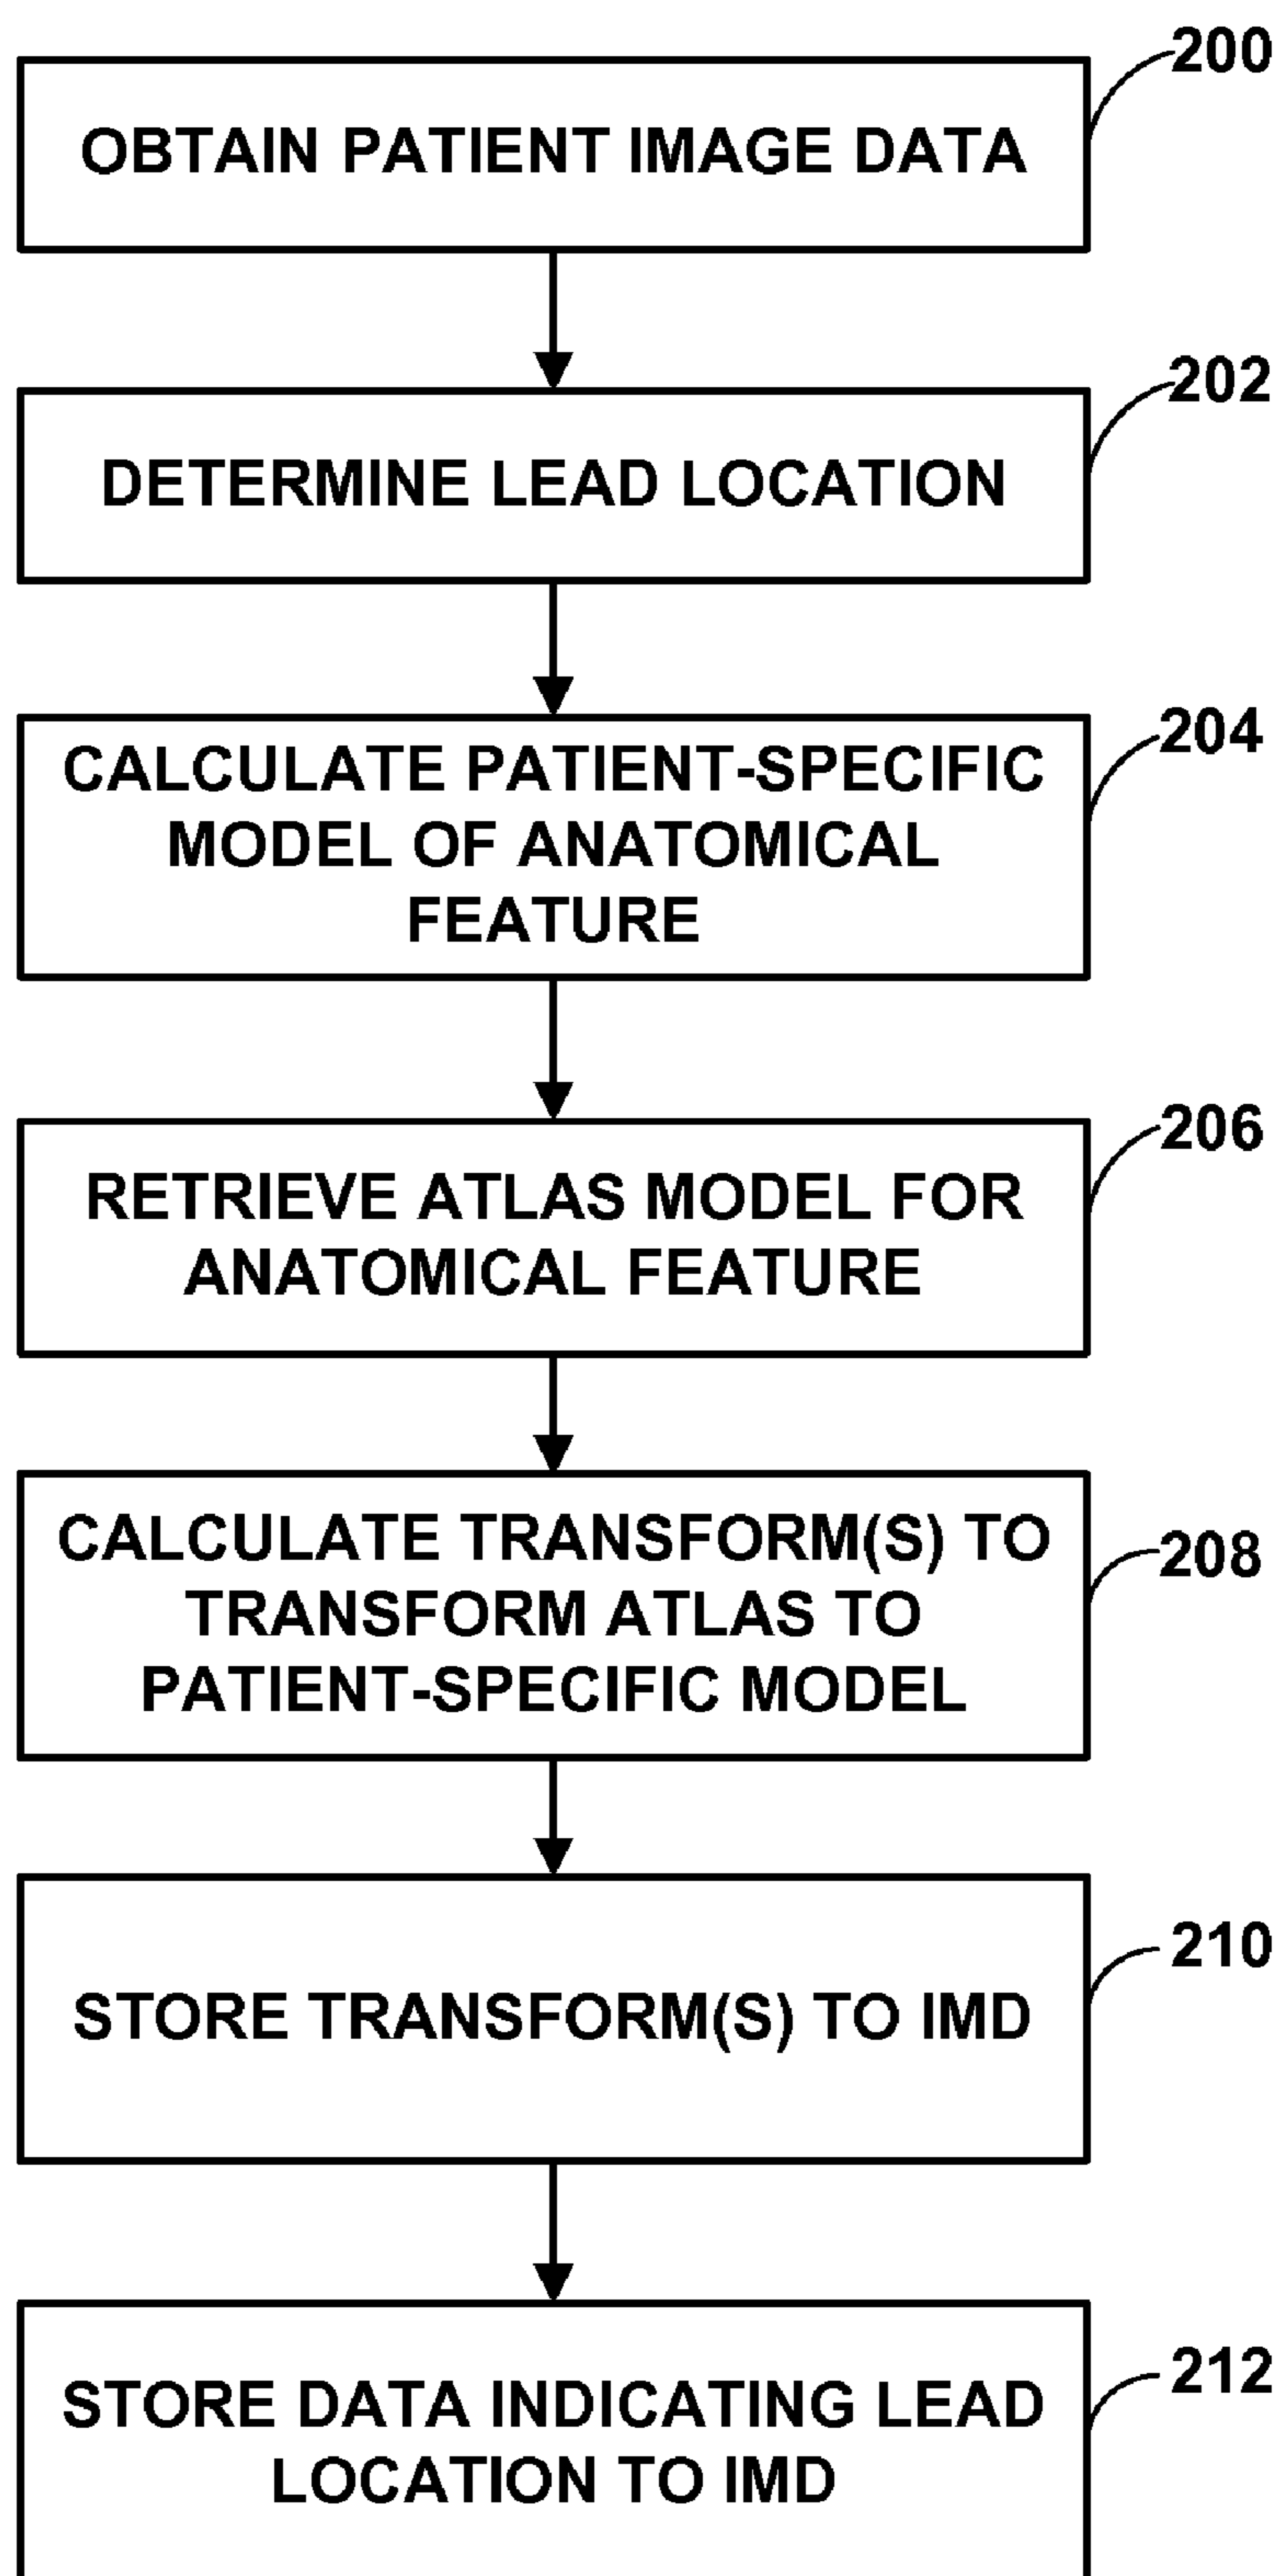 200
OBTAIN PATIENT IMAGE DATA
202
DETERMINE LEAD LOCATION
204
CALCULATE PATIENT-SPECIFIC
MODEL OF ANATOMICAL
FEATURE
206
RETRIEVE ATLAS MODEL FOR
ANATOMICAL FEATURE
208
CALCULATE TRANSFORM(S) TO
TRANSFORM ATLAS TO
PATIENT-SPECIFIC MODEL
210
STORE TRANSFORM(S) TO IMD
212
STORE DATA INDICATING LEAD
LOCATION TO IMD